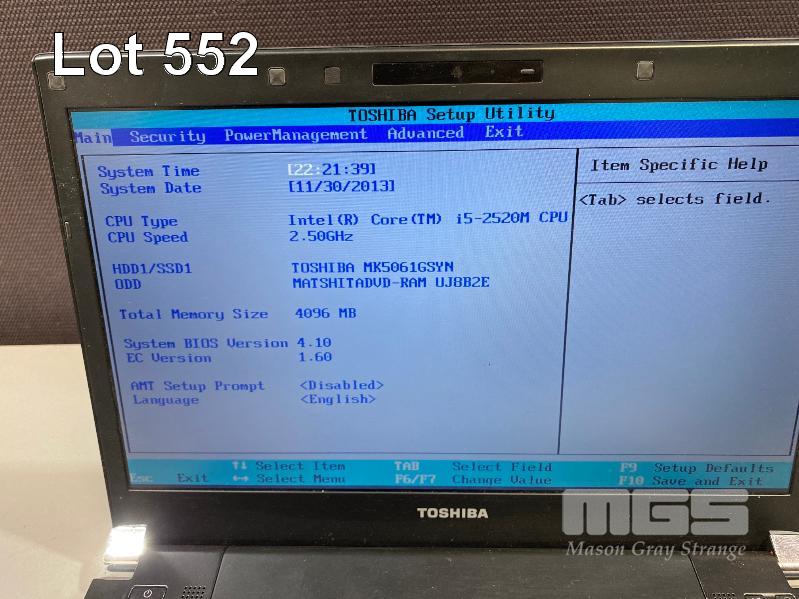 Lot 552
TOSHIBA Setup Utility
Main Security PowerManagement Advanced Exit
System Time [22:21:39]
System Date [11/30/2013]
CPU Type Intel(R) Core(TM) i5-2520M CPU
CPU Speed 2.50GHz
HDD1/SSD1 TOSHIBA MK5061GSYN
ODD MATSHITADVD-RAM UJ8B2E
Total Memory Size 4096 MB
System BIOS Version 4.10
EC Version 1.60
AMT Setup Prompt <Disabled>
Language <English>
Item Specific Help
<Tab> selects field.
↑↓ Select Item TAB Select Field F9 Setup Defaults
Esc Exit ←→ Select Menu F6/F7 Change Value F10 Save and Exit
TOSHIBA
MGS
Mason Gray Strange